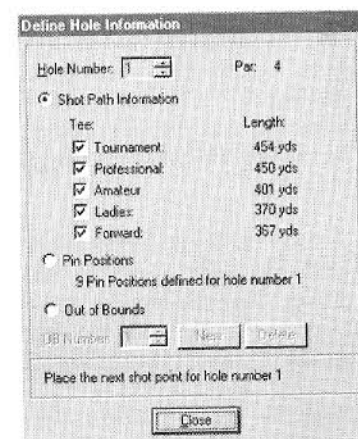 Define Hole Information
Hole Number: 1 Par: 4
Shot Path Information
Tee: Length:
Tournament: 454 yds
Professional: 450 yds
Amateur 401 yds
Ladies: 370 yds
Forward: 367 yds
Pin Positions
9 Pin Positions defined for hole number 1
Out of Bounds
OB Number: 1 New Delete
Place the next shot point for hole number 1
Close